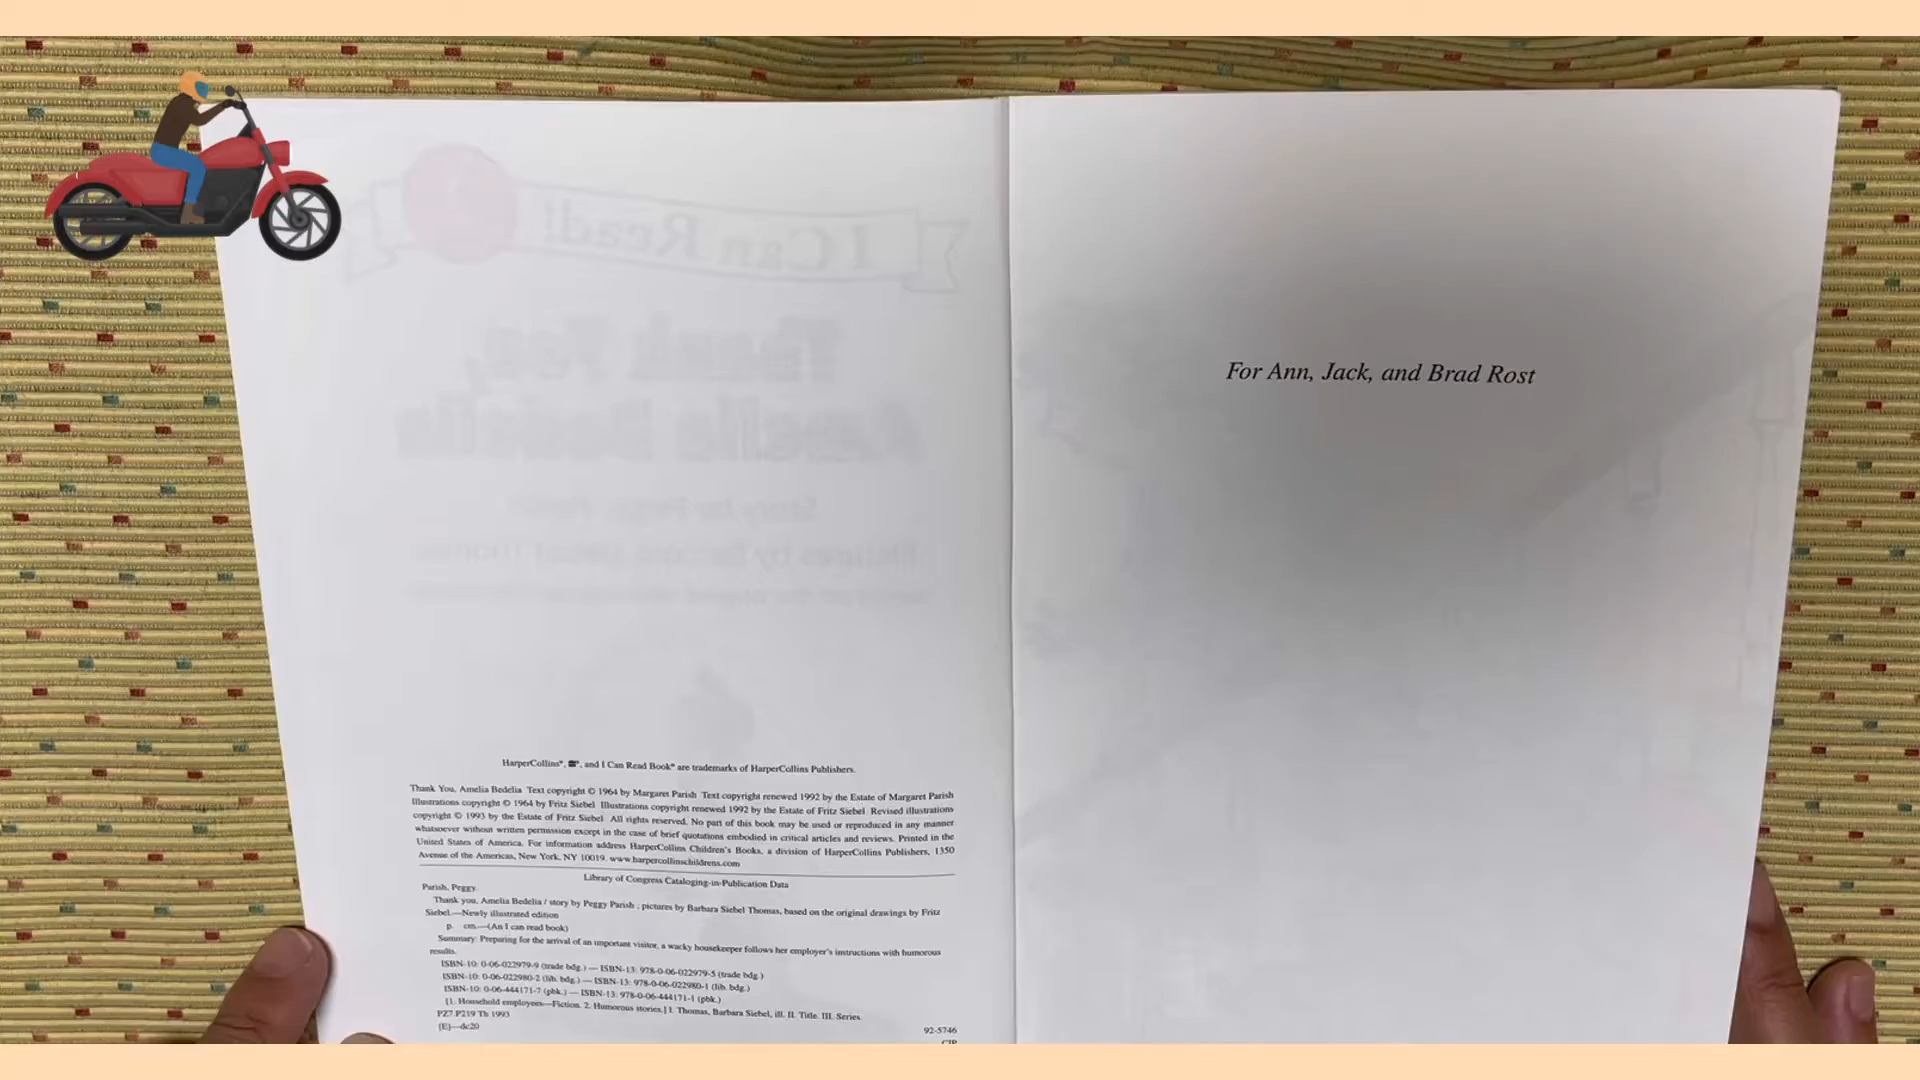 HarperCollins®, ®, and I Can Read Book® are trademarks of HarperCollins Publishers.
Thank You, Amelia Bedelia Text copyright © 1964 by Margaret Parish Text copyright renewed 1992 by the Estate of Margaret Parish
Illustrations copyright © 1964 by Fritz Siebel Illustrations copyright renewed 1992 by the Estate of Fritz Siebel Revised illustrations
copyright © 1993 by the Estate of Fritz Siebel All rights reserved. No part of this book may be used or reproduced in any manner
whatsoever without written permission except in the case of brief quotations embodied in critical articles and reviews. Printed in the
United States of America. For information address HarperCollins Children's Books, a division of HarperCollins Publishers, 1350
Avenue of the Americas, New York, NY 10019. www.harpercollinschildrens.com
Library of Congress Cataloging-in-Publication Data
Parish, Peggy.
Thank you, Amelia Bedelia / story by Peggy Parish ; pictures by Barbara Siebel Thomas, based on the original drawings by Fritz
Siebel.—Newly illustrated edition
p. cm.—(An I can read book)
Summary: Preparing for the arrival of an important visitor, a wacky housekeeper follows her employer's instructions with humorous
results.
ISBN-10: 0-06-022979-9 (trade bdg.) — ISBN-13: 978-0-06-022979-5 (trade bdg.)
ISBN-10: 0-06-022980-2 (lib. bdg.) — ISBN-13: 978-0-06-022980-1 (lib. bdg.)
ISBN-10: 0-06-444171-7 (pbk.) — ISBN-13: 978-0-06-444171-1 (pbk.)
[1. Household employees—Fiction. 2. Humorous stories.] I. Thomas, Barbara Siebel, ill. II. Title. III. Series.
PZ7.P219 Th 1993
[E]—dc20
92-5746
CIP
For Ann, Jack, and Brad Rost